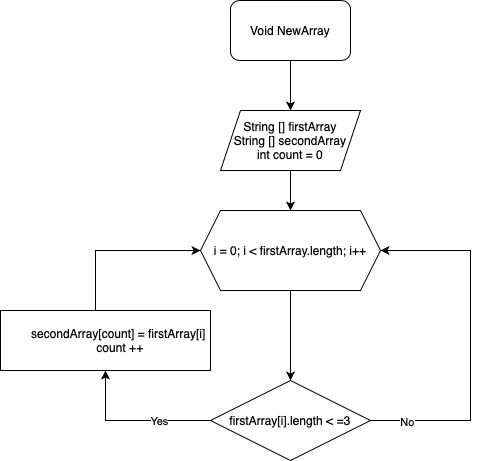 Void NewArray
String [] firstArray
String [] secondArray
int count = 0
i = 0; i < firstArray.length; i++
secondArray[count] = firstArray[i]
count ++
firstArray[i].length < =3
Yes
No